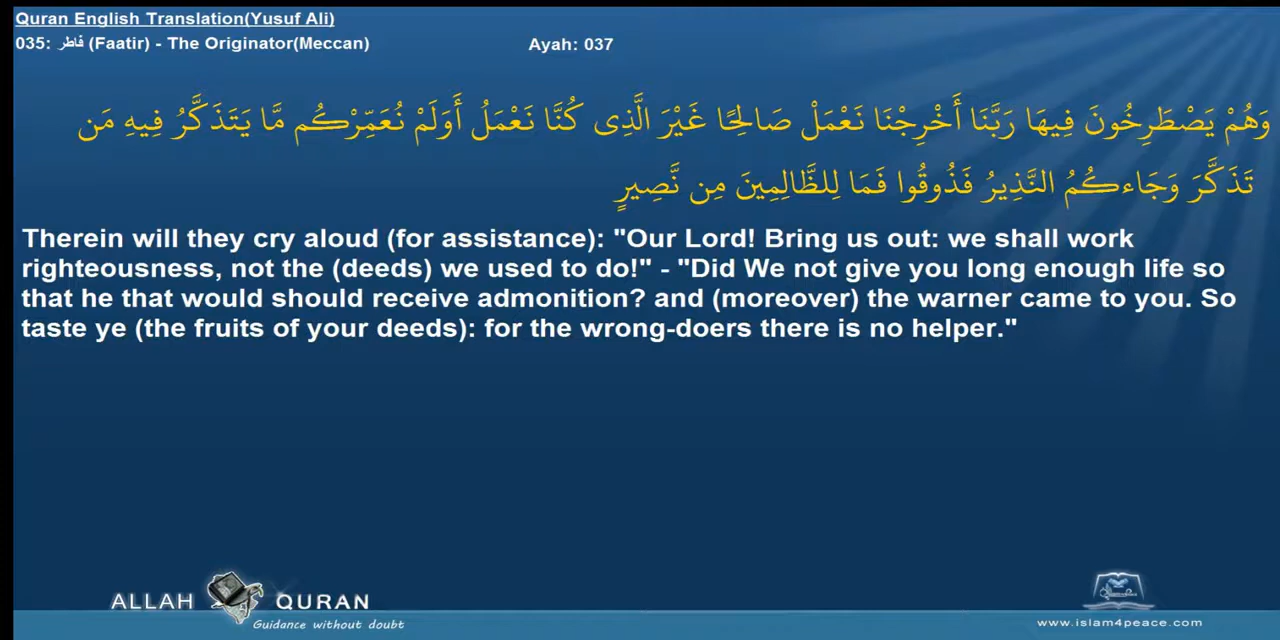 Quran English Translation(Yusuf Ali)
035: فاطر (Faatir) - The Originator(Meccan) Ayah: 037
وَهُمْ يَصْطَرِخُونَ فِيهَا رَبَّنَا أَخْرِجْنَا نَعْمَلْ صَالِحًا غَيْرَ الَّذِى كُنَّا نَعْمَلُ أَوَلَمْ نُعَمِّرْكُم مَّا يَتَذَكَّرُ فِيهِ مَن
تَذَكَّرَ وَجَاءكُمُ النَّذِيرُ فَذُوقُوا فَمَا لِلظَّالِمِينَ مِن نَّصِيرٍ
Therein will they cry aloud (for assistance): "Our Lord! Bring us out: we shall work
righteousness, not the (deeds) we used to do!" - "Did We not give you long enough life so
that he that would should receive admonition? and (moreover) the warner came to you. So
taste ye (the fruits of your deeds): for the wrong-doers there is no helper."
ALLAH QURAN
Guidance without doubt
www.islam4peace.com